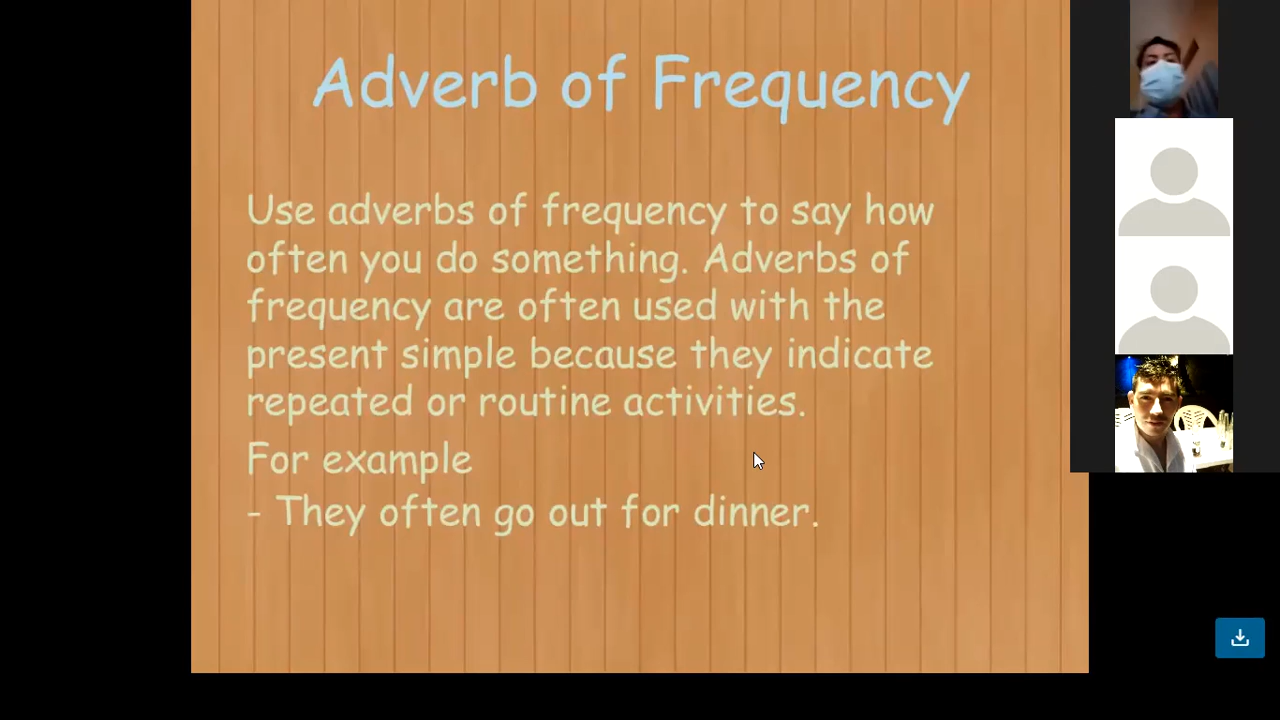 Adverb of Frequency
Use adverbs of frequency to say how
often you do something. Adverbs of
frequency are often used with the
present simple because they indicate
repeated or routine activities.
For example
- They often go out for dinner.